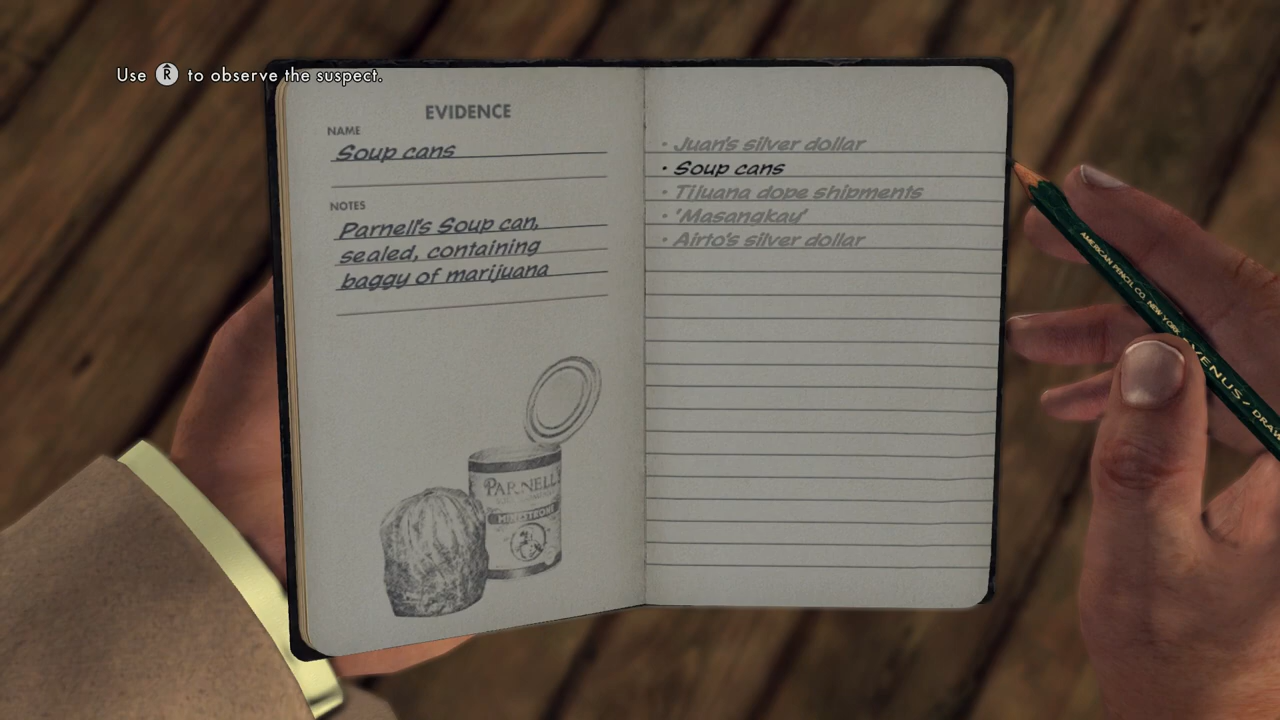 Use R to observe the suspect.
EVIDENCE
NAME
Soup cans
NOTES
Parnell's Soup can,
sealed, containing
baggy of marijuana
PARNELL'S
MINESTRONE
• Juan's silver dollar
• Soup cans
• Tijuana dope shipments
• 'Masangkay'
• Airto's silver dollar
AMERICAN PENCIL CO. NEW YORK
VENUS DRAW